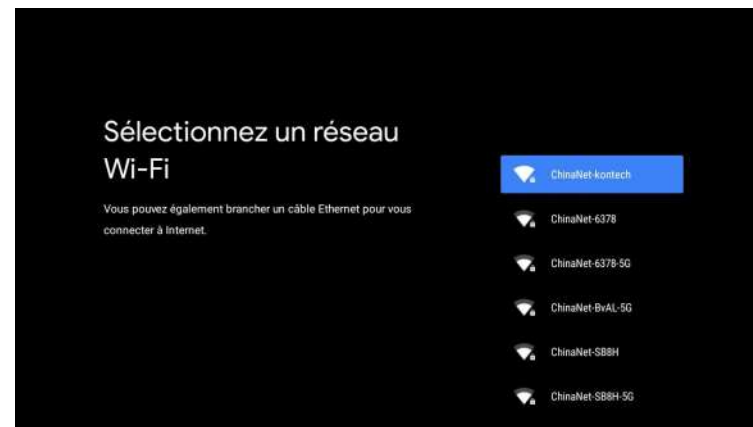 Sélectionnez un réseau
Wi-Fi
Vous pouvez également brancher un câble Ethernet pour vous
connecter à Internet.
ChinaNet-kontech
ChinaNet-6378
ChinaNet-6378-5G
ChinaNet-BvAL-5G
ChinaNet-SB8H
ChinaNet-SB8H-5G